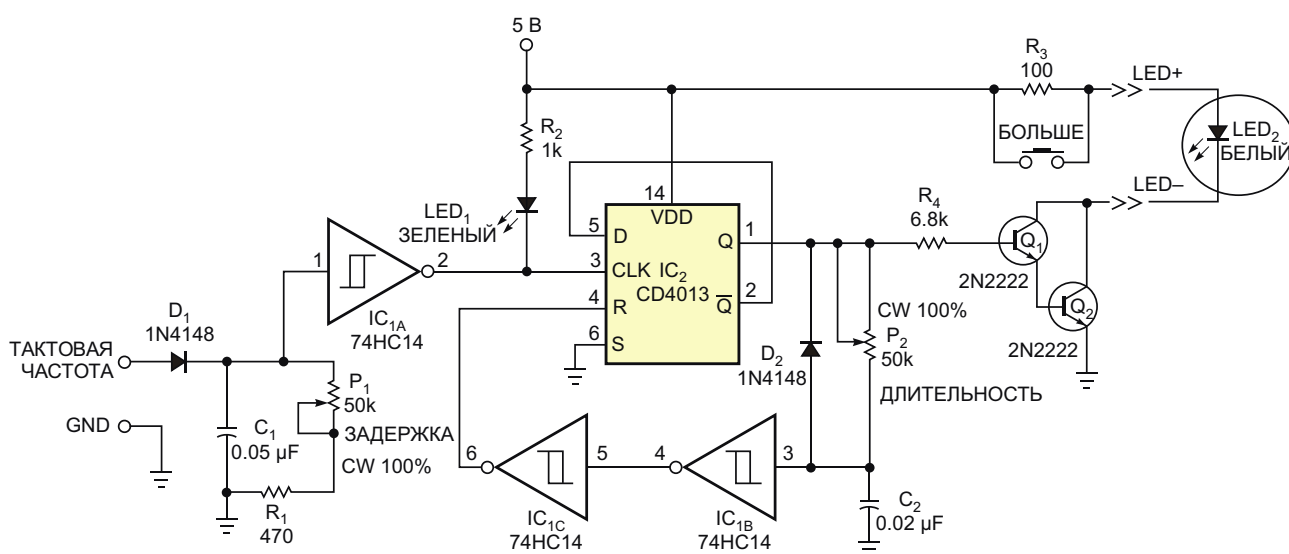 5 В
R3
100
LED+
БОЛЬШЕ
LED2
БЕЛЫЙ
LED–
R2
1k
LED1
ЗЕЛЕНЫЙ
14
VDD
5
D
Q
1
3
CLK
IC2
CD4013
4
R
Q
2
6
S
R4
6.8k
Q1
2N2222
Q2
2N2222
1
2
IC1A
74HC14
D1
1N4148
ТАКТОВАЯ
ЧАСТОТА
GND
C1
0.05 µF
P1
50k
ЗАДЕРЖКА
CW 100%
R1
470
CW 100%
P2
50k
D2
1N4148
ДЛИТЕЛЬНОСТЬ
6
5
IC1C
74HC14
4
3
IC1B
74HC14
C2
0.02 µF